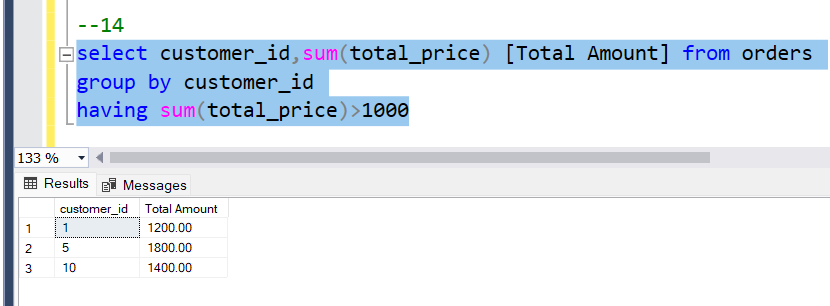 --14
select customer_id,sum(total_price) [Total Amount] from orders
group by customer_id
having sum(total_price)>1000
133 %
Results Messages
customer_id Total Amount
1 1 1200.00
2 5 1800.00
3 10 1400.00